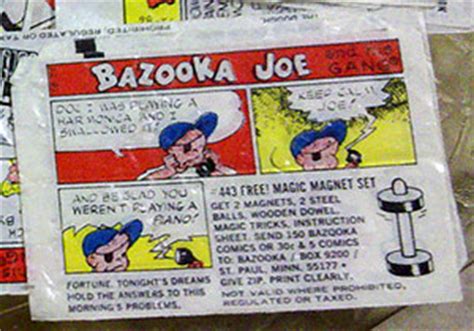 BAZOOKA JOE and his GANG
DOC, I WAS PLAYING A
HARMONICA AND I
SWALLOWED IT!
KEEP CALM,
JOE!
AND BE GLAD YOU
WEREN'T PLAYING A
PIANO!
FORTUNE. TONIGHT'S DREAMS
HOLD THE ANSWERS TO THIS
MORNING'S PROBLEMS.
#443 FREE! MAGIC MAGNET SET
GET 2 MAGNETS, 2 STEEL
BALLS, WOODEN DOWEL,
MAGIC TRICKS, INSTRUCTION
SHEET. SEND 150 BAZOOKA
COMICS OR 30¢ & 5 COMICS
TO: BAZOOKA / BOX 9200 /
ST. PAUL, MINN. 55177 •
GIVE ZIP. PRINT CLEARLY.
NOT VALID WHERE PROHIBITED,
REGULATED OR TAXED.